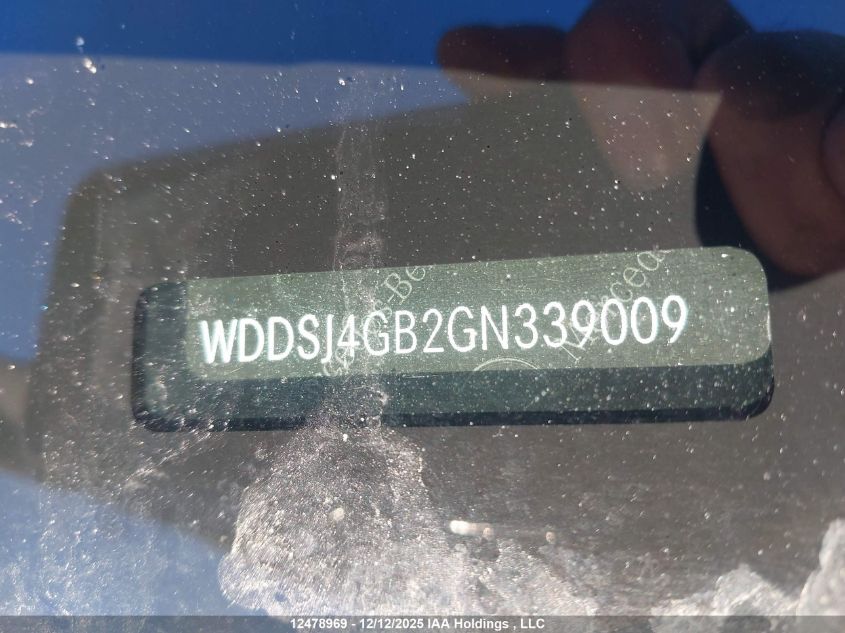 WDDSJ4GB2GN339009
12478969 - 12/12/2025 IAA Holdings , LLC